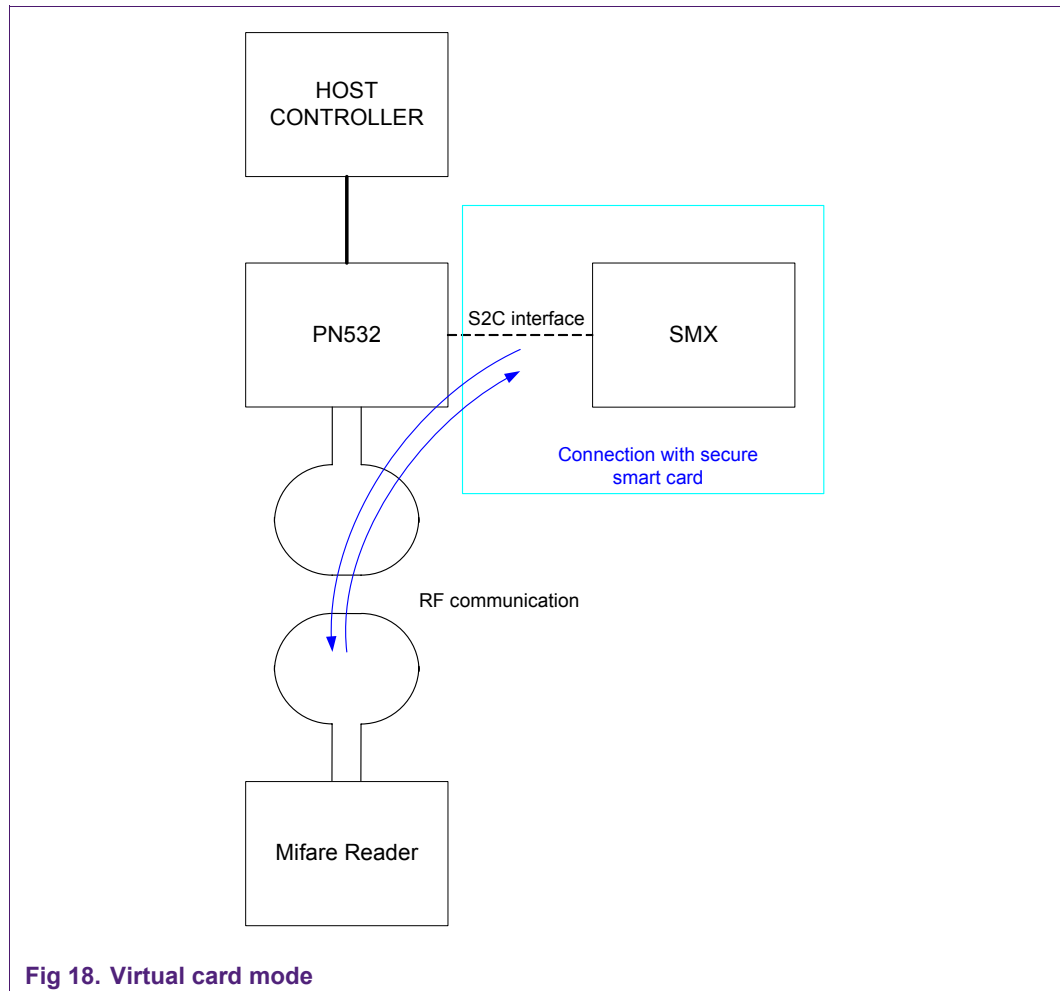 HOST
CONTROLLER
PN532
S2C interface
SMX
Connection with secure
smart card
RF communication
Mifare Reader
Fig 18. Virtual card mode